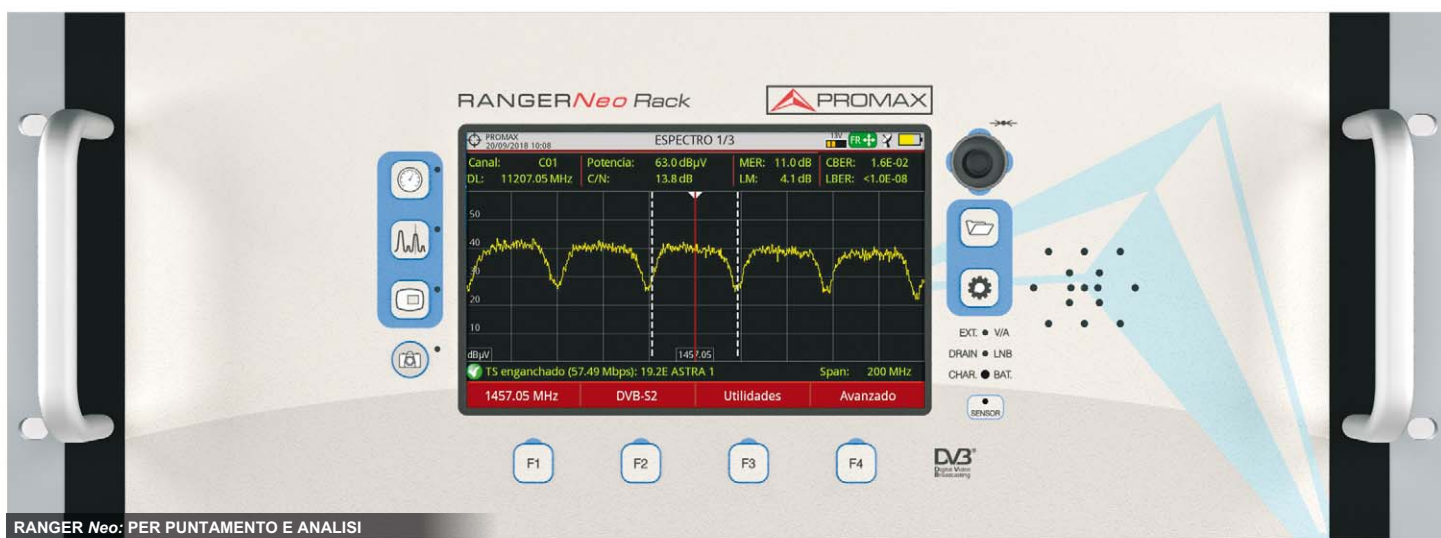 RANGERNeo Rack
PROMAX
PROMAX
20/09/2018 10:08
ESPECTRO 1/3
13V
FR
Canal: C01 Potencia: 63.0 dBµV MER: 11.0 dB CBER: 1.6E-02
DL: 11207.05 MHz C/N: 13.8 dB LM: 4.1 dB LBER: <1.0E-08
50
40
30
20
10
dBµV
1457.05
TS enganchado (57.49 Mbps): 19.2E ASTRA 1 Span: 200 MHz
1457.05 MHz DVB-S2 Utilidades Avanzado
EXT. V/A
DRAIN LNB
CHAR. BAT.
SENSOR
F1 F2 F3 F4
DVB
Digital Video
Broadcasting
RANGER Neo: PER PUNTAMENTO E ANALISI